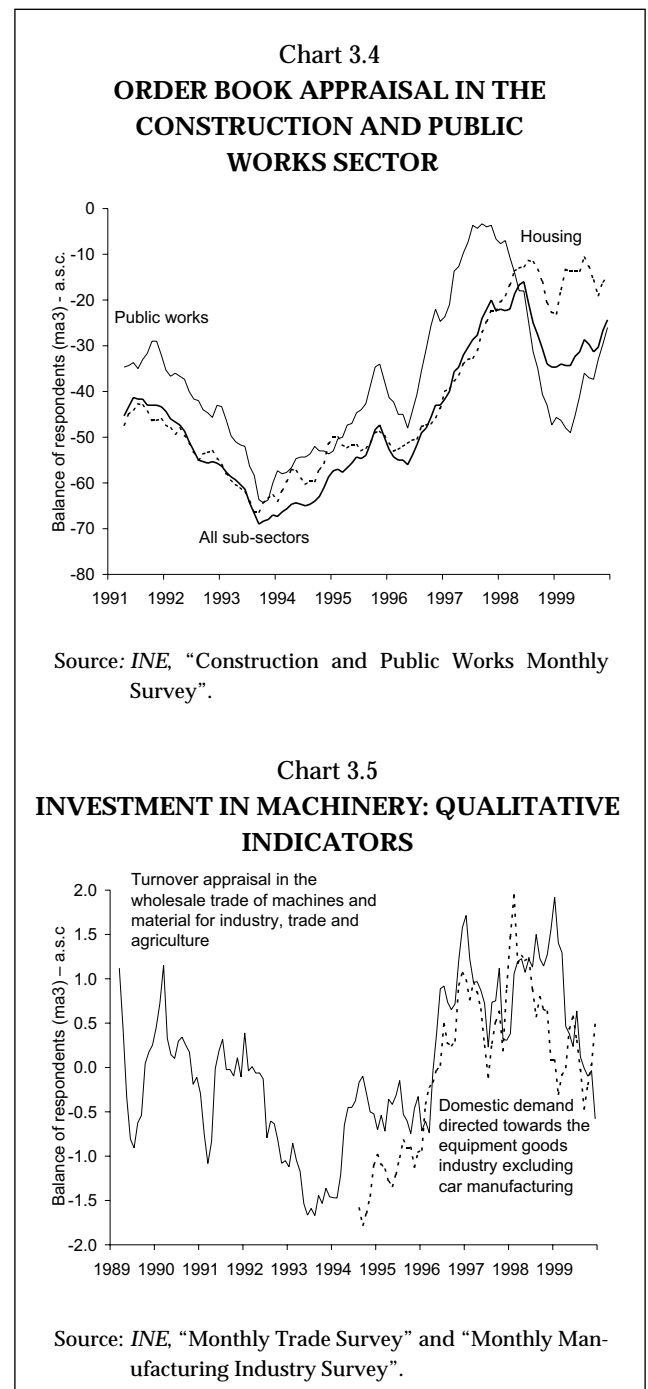 Chart 3.4
ORDER BOOK APPRAISAL IN THE
CONSTRUCTION AND PUBLIC
WORKS SECTOR
0
-10
-20
-30
-40
-50
-60
-70
-80
Balance of respondents (ma3) - a.s.c.
Housing
Public works
All sub-sectors
1991 1992 1993 1994 1995 1996 1997 1998 1999
Source: INE, “Construction and Public Works Monthly
Survey”.
Chart 3.5
INVESTMENT IN MACHINERY: QUALITATIVE
INDICATORS
2.0
1.5
1.0
0.5
0.0
-0.5
-1.0
-1.5
-2.0
Balance of respondents (ma3) – a.s.c
Turnover appraisal in the
wholesale trade of machines and
material for industry, trade and
agriculture
Domestic demand
directed towards the
equipment goods
industry excluding
car manufacturing
1989 1990 1991 1992 1993 1994 1995 1996 1997 1998 1999
Source: INE, “Monthly Trade Survey” and “Monthly Man-
ufacturing Industry Survey”.